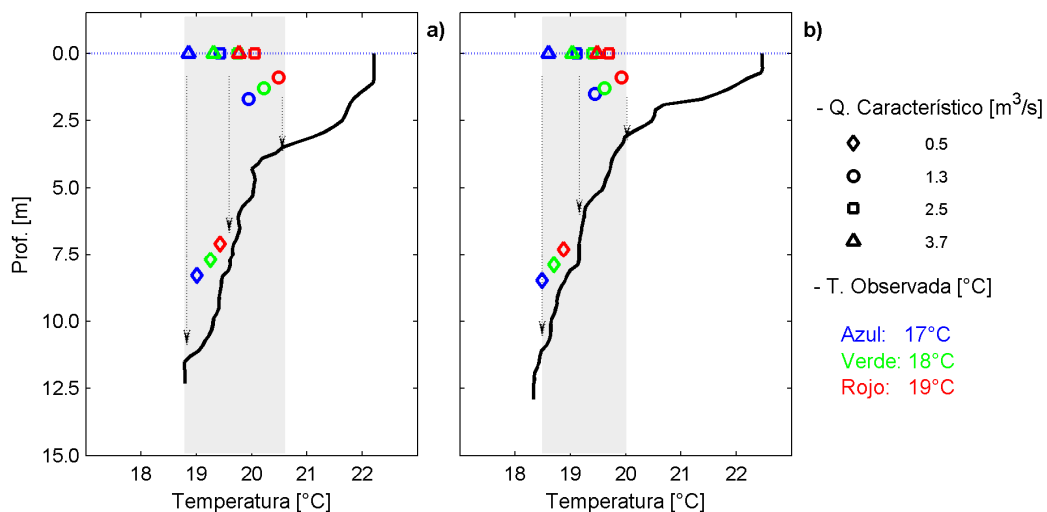 a)
b)
0.0
2.5
5.0
7.5
10.0
12.5
15.0
Prof. [m]
18 19 20 21 22
Temperatura [°C]
18 19 20 21 22
Temperatura [°C]
- Q. Característico [m³/s]
0.5
1.3
2.5
3.7
- T. Observada [°C]
Azul: 17°C
Verde: 18°C
Rojo: 19°C